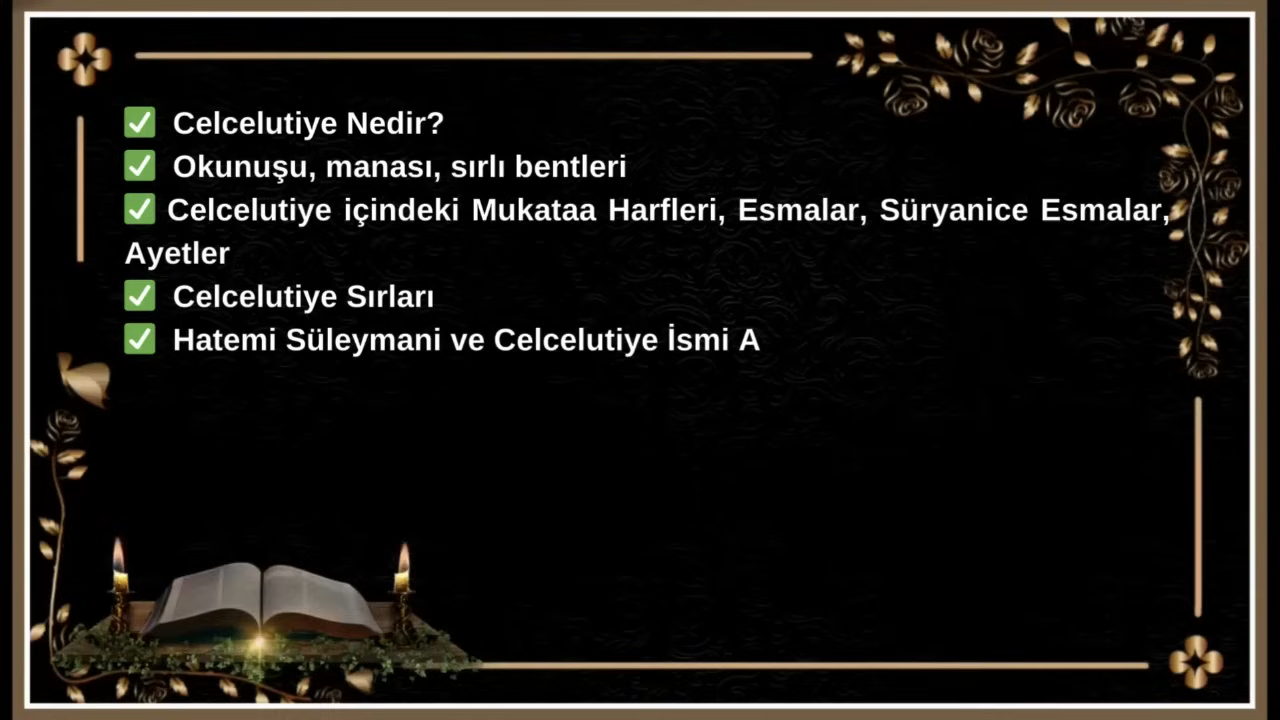 ✅ Celcelutiye Nedir?
✅ Okunuşu, manası, sırlı bentleri
✅ Celcelutiye içindeki Mukataa Harfleri, Esmalar, Süryanice Esmalar,
Ayetler
✅ Celcelutiye Sırları
✅ Hatemi Süleymani ve Celcelutiye İsmi A